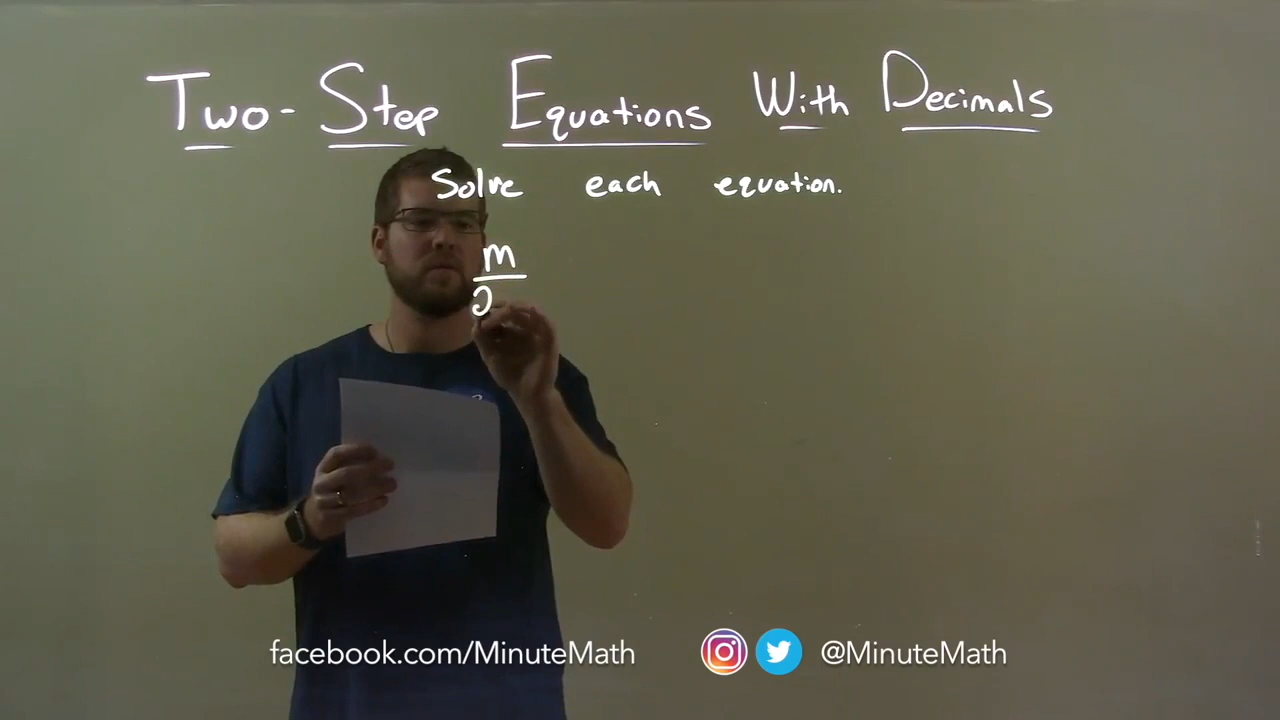 Two-Step Equations With Decimals
Solve each equation.
m
facebook.com/MinuteMath @MinuteMath